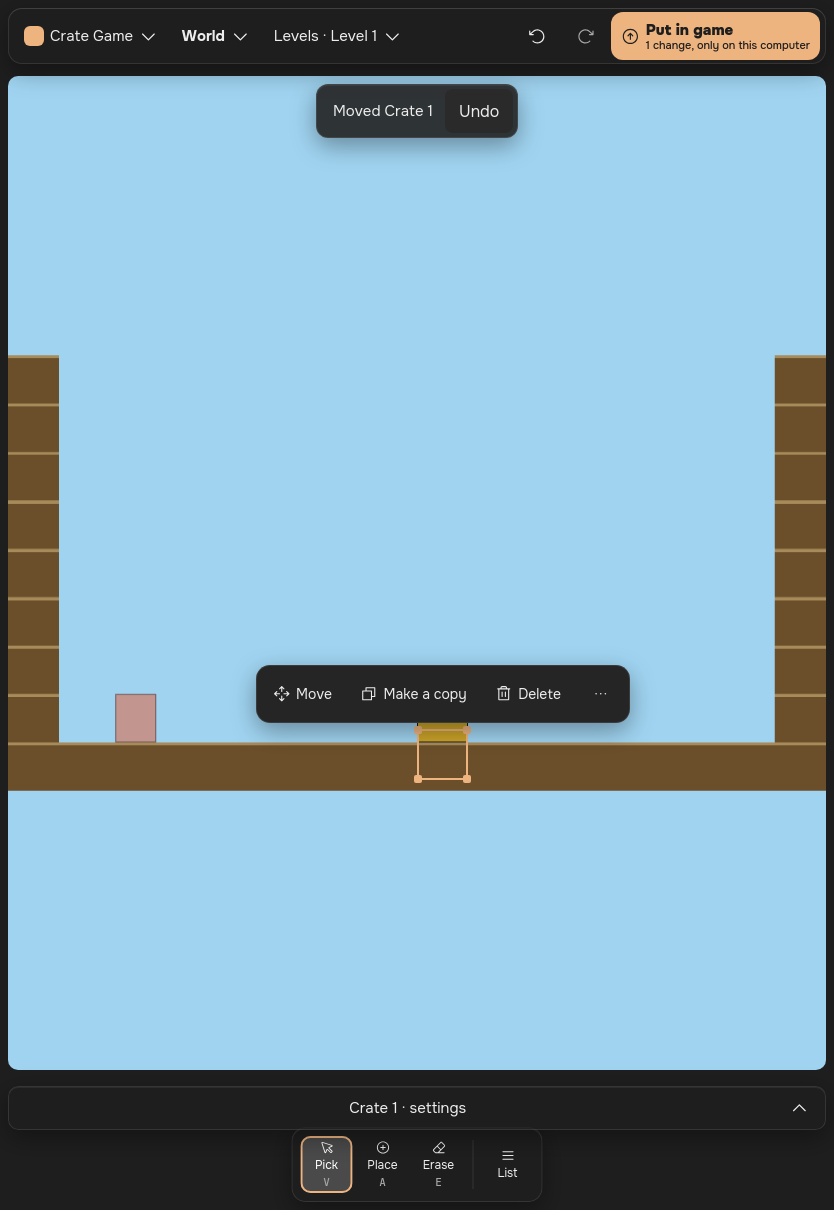 Crate Game
World
Levels · Level 1
Put in game
1 change, only on this computer
Moved Crate 1
Undo
Move
Make a copy
Delete
···
Crate 1 · settings
Pick
Place
Erase
List
V
A
E